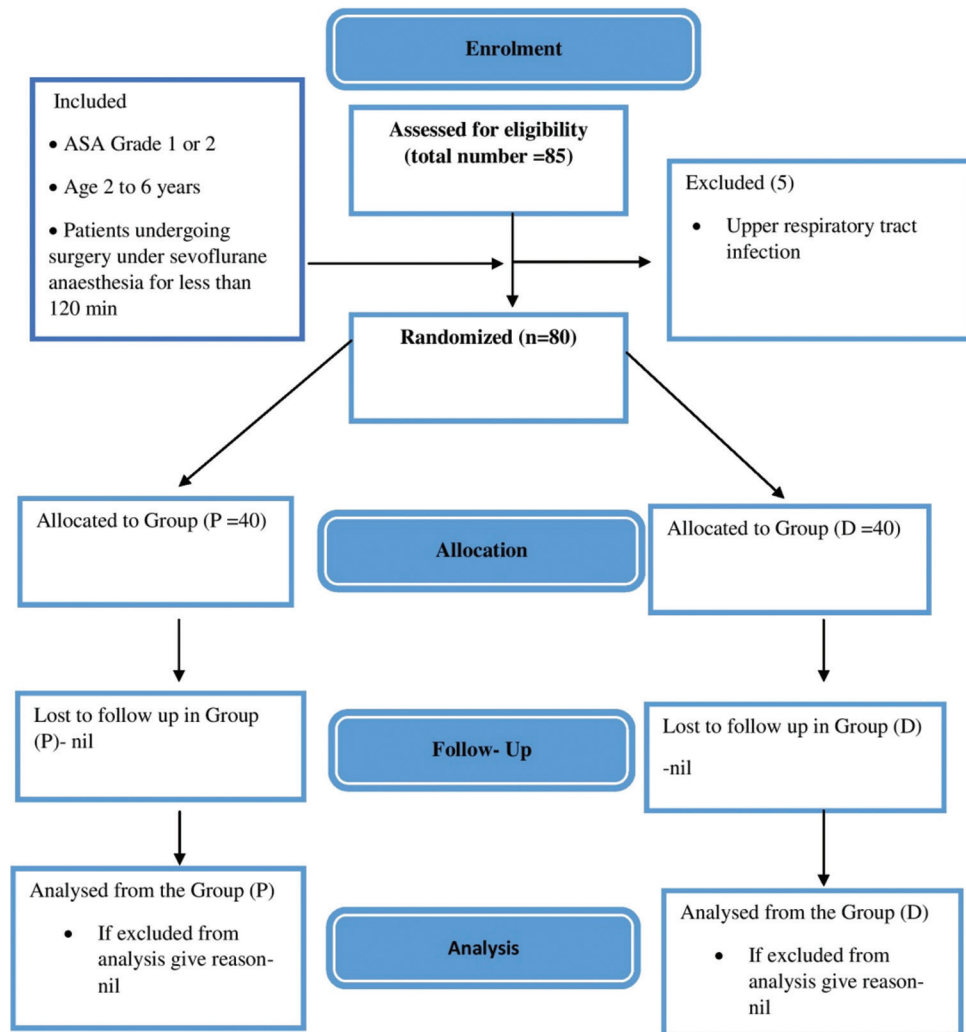 Enrolment
Included
• ASA Grade 1 or 2
• Age 2 to 6 years
• Patients undergoing
surgery under sevoflurane
anaesthesia for less than
120 min
Assessed for eligibility
(total number =85)
Excluded (5)
• Upper respiratory tract
infection
Randomized (n=80)
Allocated to Group (P =40)
Allocation
Allocated to Group (D =40)
Lost to follow up in Group
(P)- nil
Follow- Up
Lost to follow up in Group (D)
-nil
Analysed from the Group (P)
• If excluded from
analysis give reason-
nil
Analysis
Analysed from the Group (D)
• If excluded from
analysis give reason-
nil